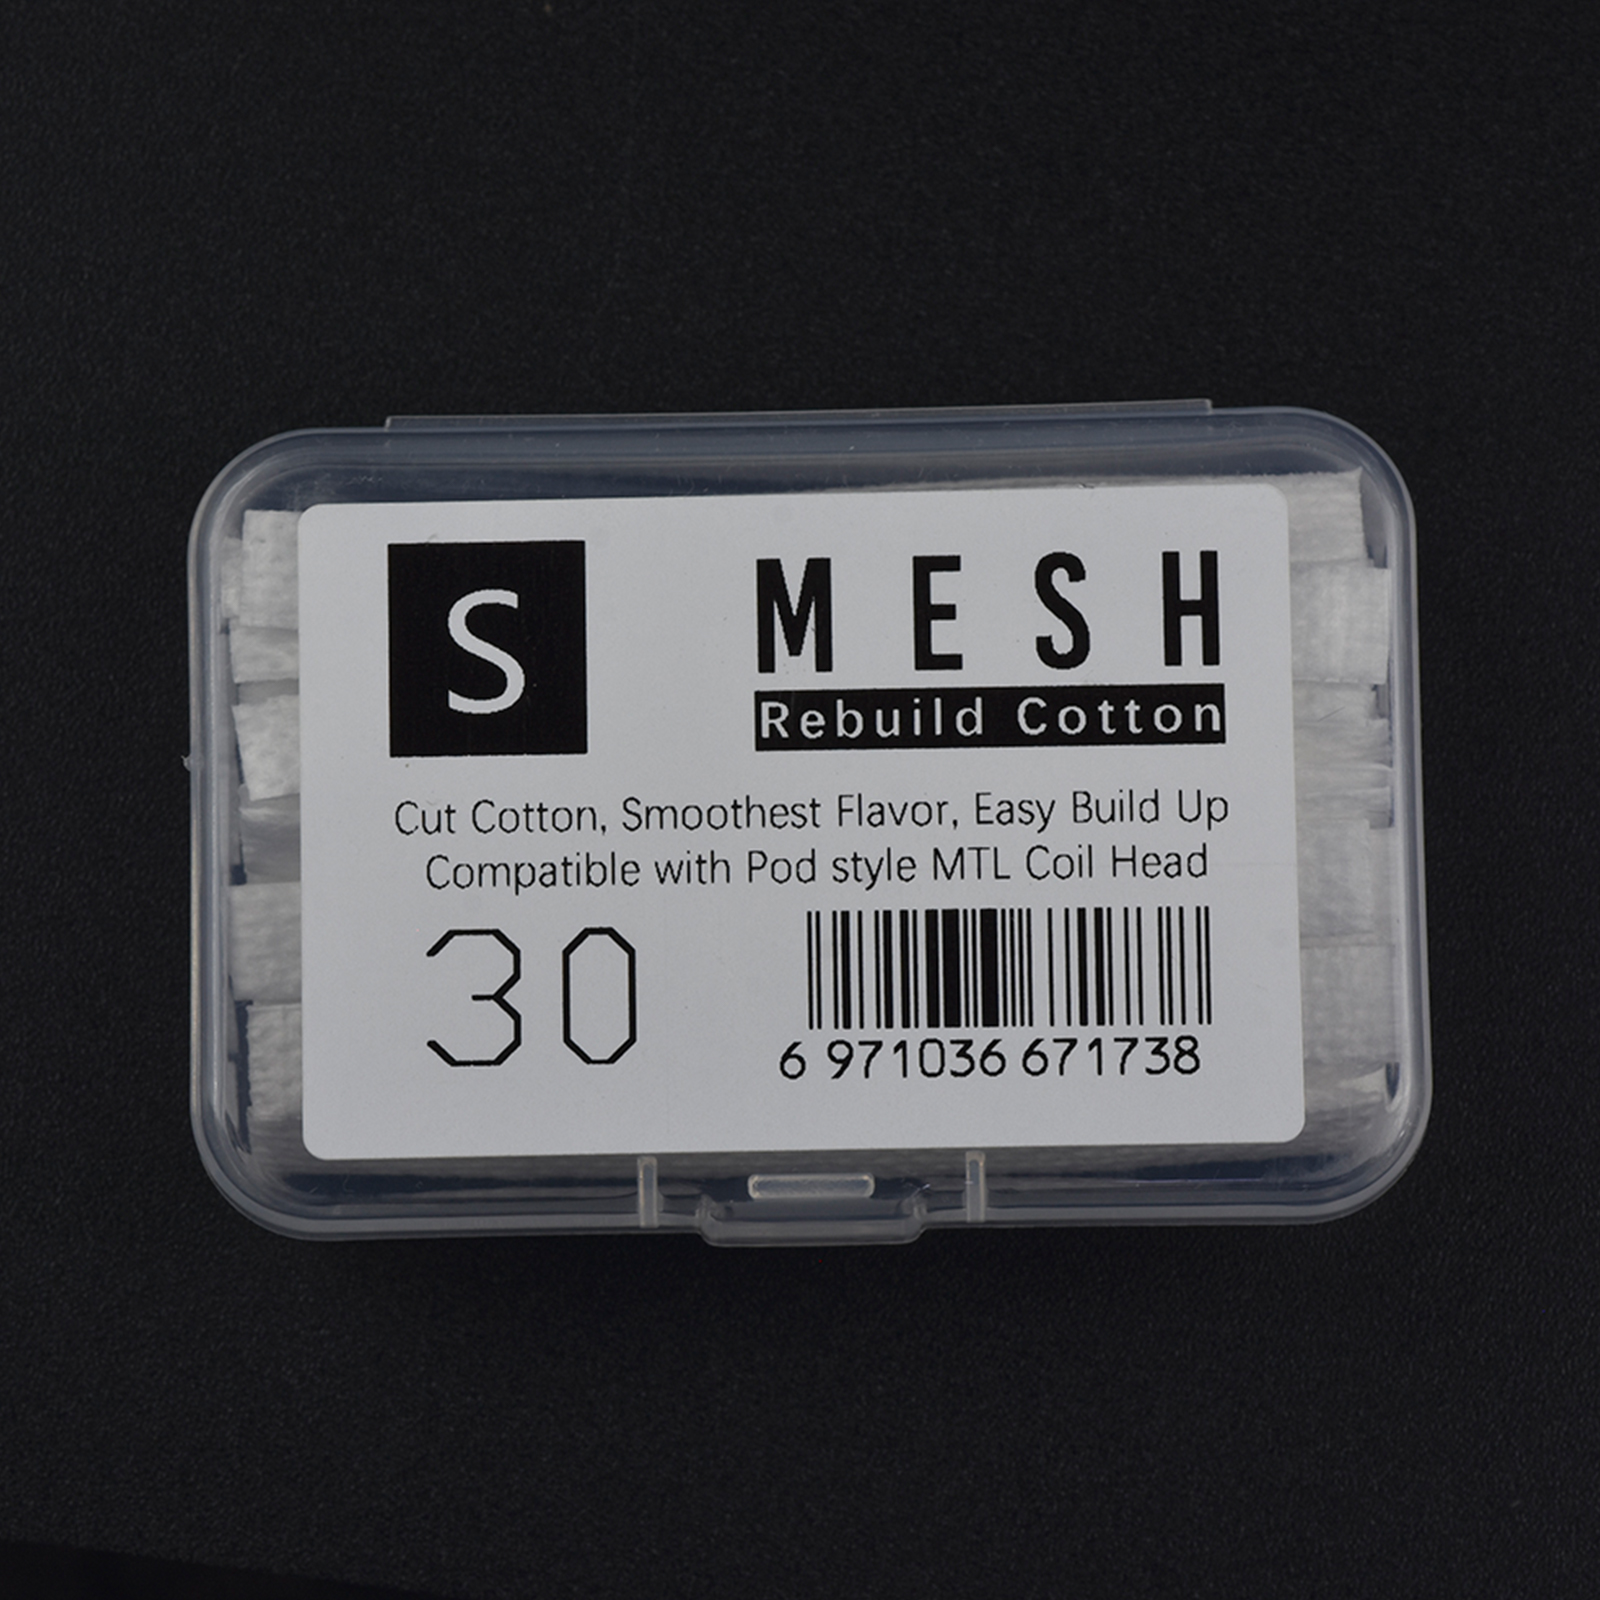 S
MESH
Rebuild Cotton
Cut Cotton, Smoothest Flavor, Easy Build Up
Compatible with Pod style MTL Coil Head
30
6 971036 671738